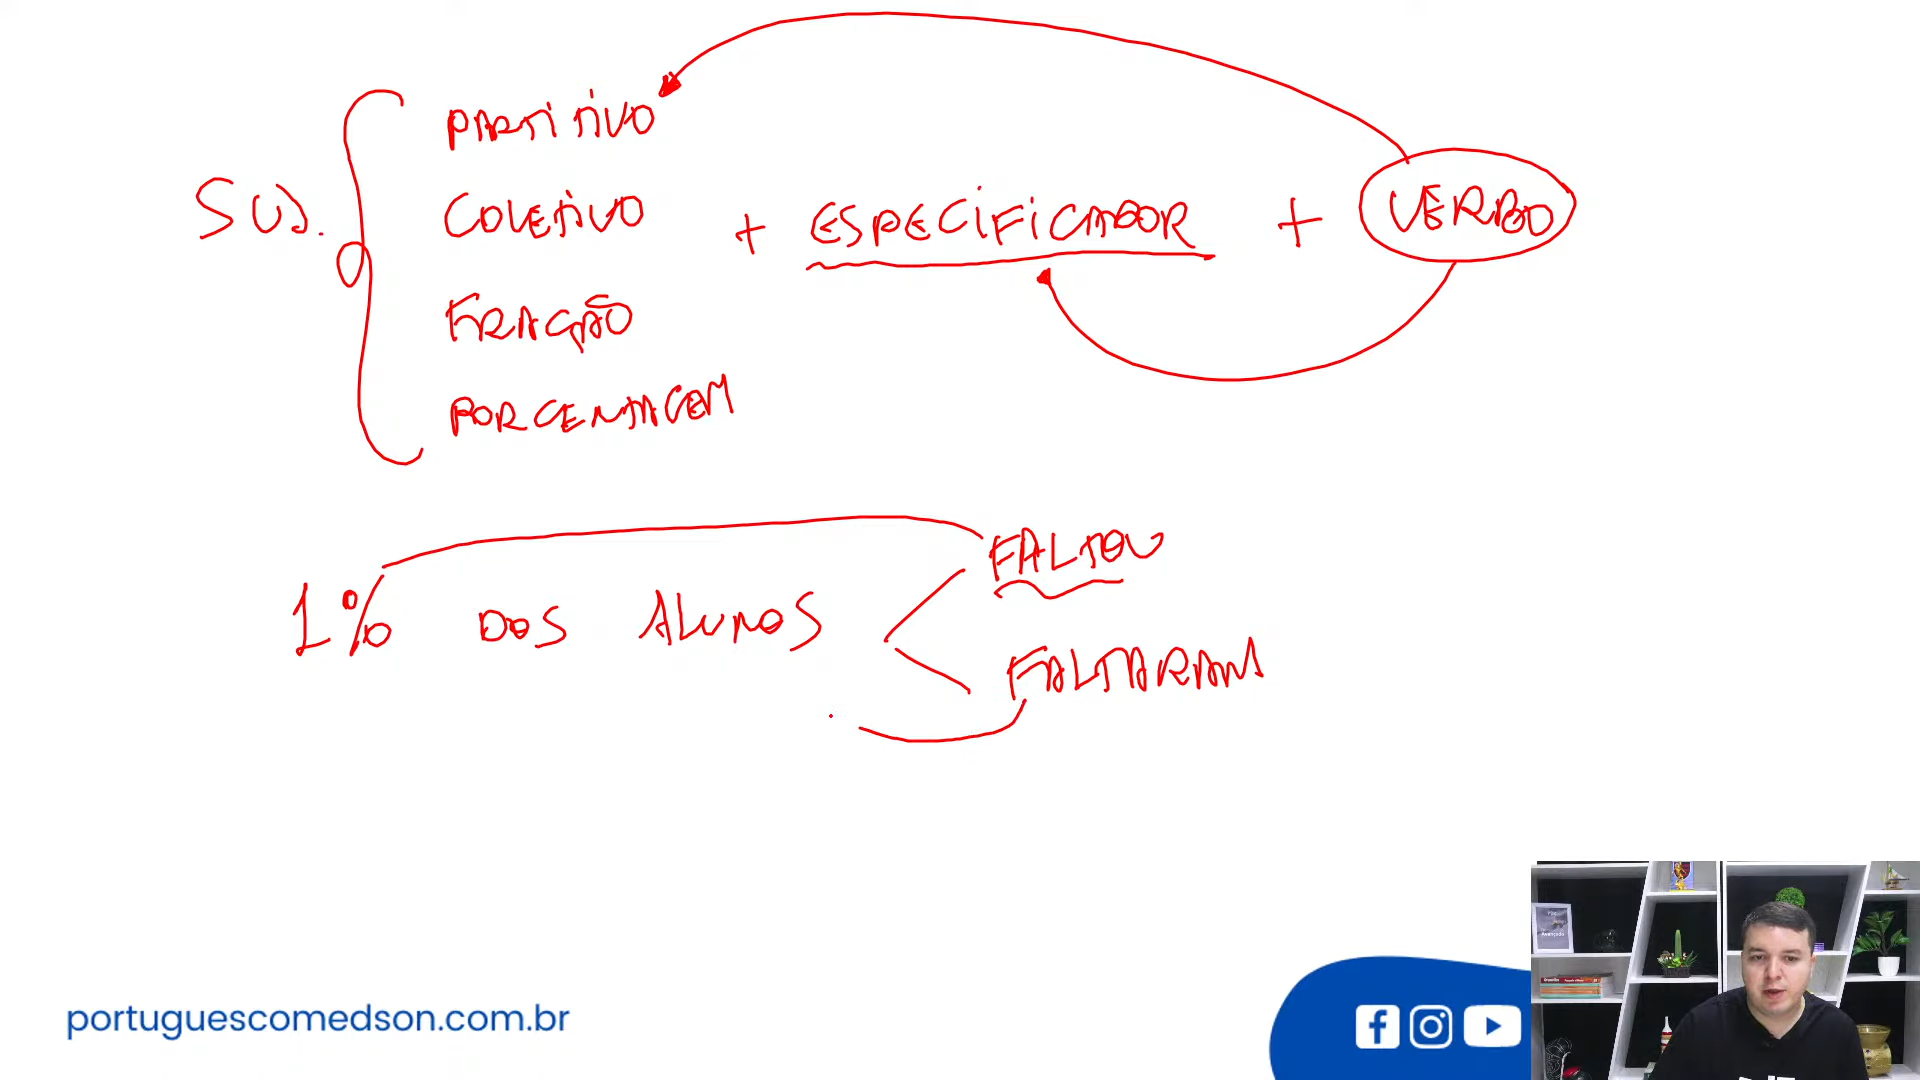 PARTITIVO
SUJ. COLETIVO + ESPECIFICADOR + VERBO
FRAÇÃO
PORCENTAGEM
FALTOU
1% DOS ALUNOS
FALTARAM
portuguescomedson.com.br